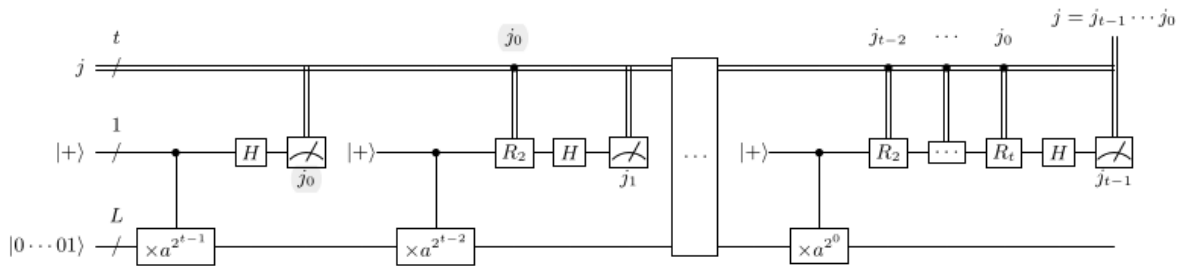 j = j_{t−1} ⋯ j_0
t j_0 j_{t−2} ⋯ j_0
j
1
|+⟩ H |+⟩ R_2 H ⋯ |+⟩ R_2 ⋯ R_t H
j_0 j_1 j_{t−1}
L
|0⋯01⟩ ×a^{2^{t−1}} ×a^{2^{t−2}} ×a^{2^0}